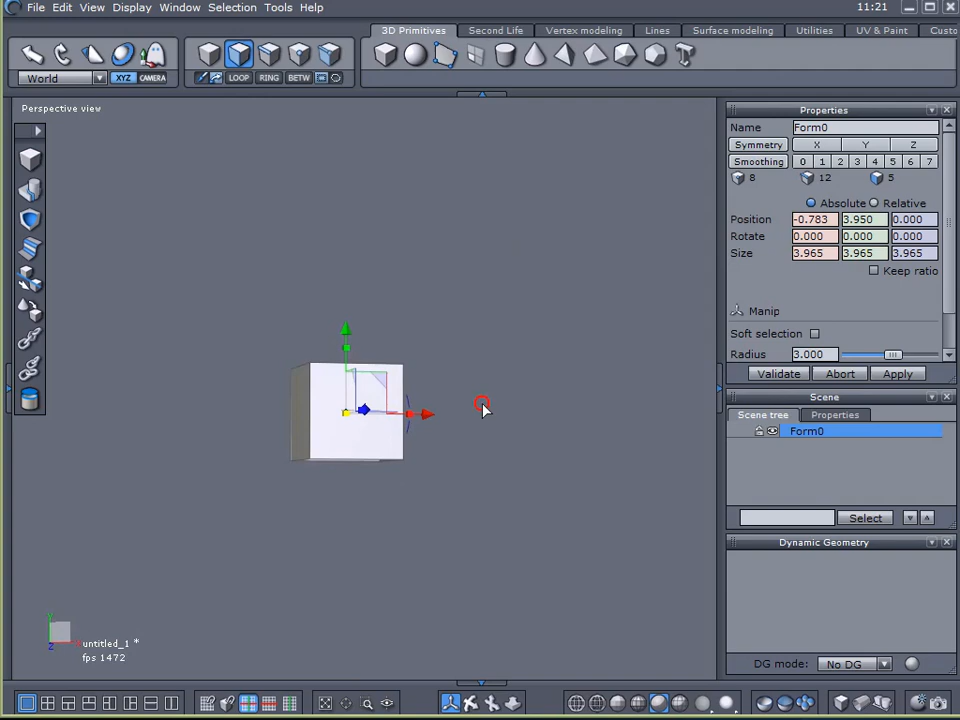 File Edit View Display Window Selection Tools Help 11:21
3D Primitives Second Life Vertex modeling Lines Surface modeling Utilities UV & Paint Custo
World XYZ CAMERA LOOP RING BETW
Perspective view
Properties
Name Form0
Symmetry X Y Z
Smoothing 0 1 2 3 4 5 6 7
8 12 5
Absolute Relative
Position -0.783 3.950 0.000
Rotate 0.000 0.000 0.000
Size 3.965 3.965 3.965
Keep ratio
Manip
Soft selection
Radius 3.000
Validate Abort Apply
Scene
Scene tree Properties
Form0
Select
Dynamic Geometry
DG mode: No DG
Y
Z
untitled_1 *
fps 1472